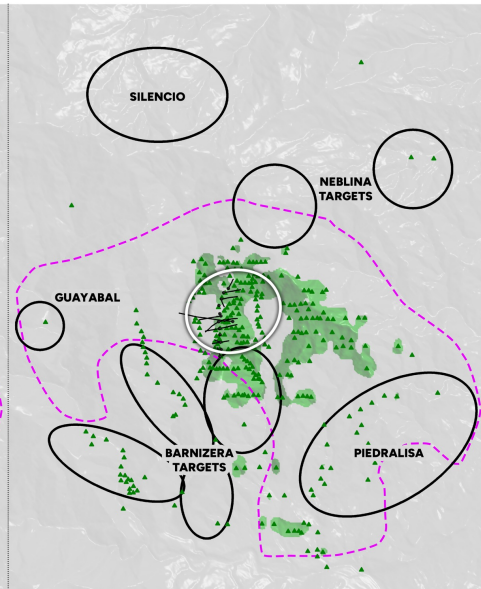 SILENCIO
NEBLINA
TARGETS
GUAYABAL
BARNIZERA
TARGETS
PIEDRALISA